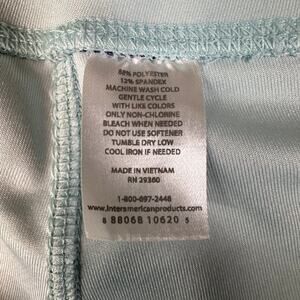 88% POLYESTER
12% SPANDEX
MACHINE WASH COLD
GENTLE CYCLE
WITH LIKE COLORS
ONLY NON-CHLORINE
BLEACH WHEN NEEDED
DO NOT USE SOFTENER
TUMBLE DRY LOW
COOL IRON IF NEEDED
MADE IN VIETNAM
RN 29360
1-800-697-2448
www.Intersmericanproducts.com
8 88068 10620 5